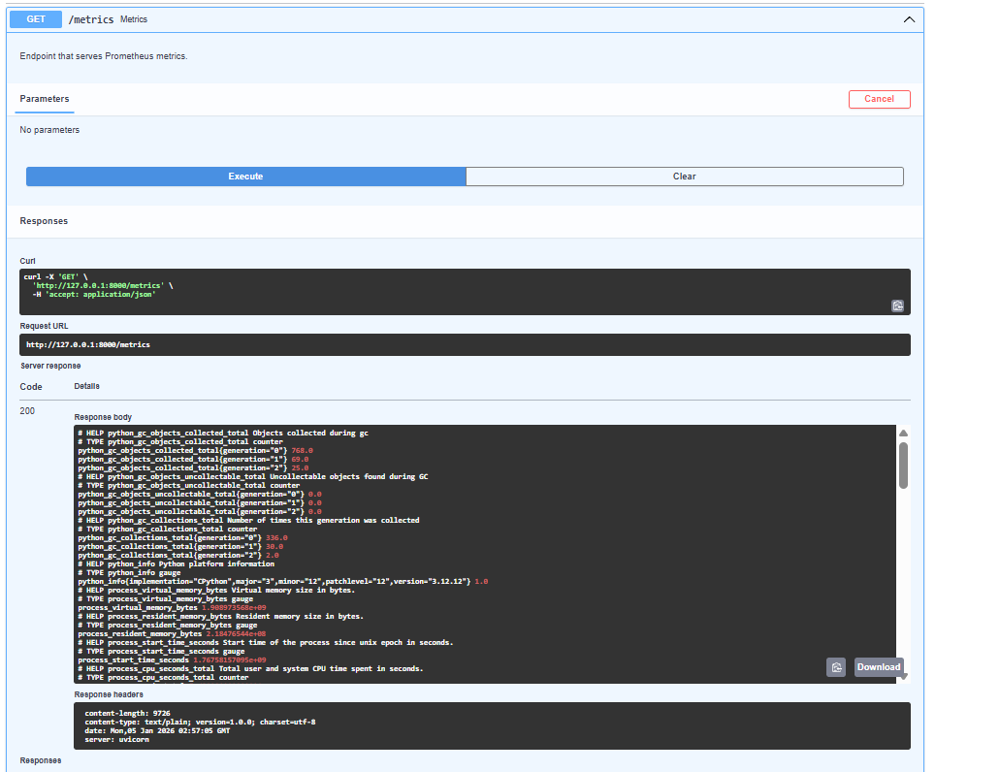 GET /metrics Metrics
Endpoint that serves Prometheus metrics.
Parameters
Cancel
No parameters
Execute
Clear
Responses
Curl
curl -X 'GET' \
'http://127.0.0.1:8000/metrics' \
-H 'accept: application/json'
Request URL
http://127.0.0.1:8000/metrics
Server response
Code Details
200
Response body
# HELP python_gc_objects_collected_total Objects collected during gc
# TYPE python_gc_objects_collected_total counter
python_gc_objects_collected_total{generation="0"} 768.0
python_gc_objects_collected_total{generation="1"} 69.0
python_gc_objects_collected_total{generation="2"} 25.0
# HELP python_gc_objects_uncollectable_total Uncollectable objects found during GC
# TYPE python_gc_objects_uncollectable_total counter
python_gc_objects_uncollectable_total{generation="0"} 0.0
python_gc_objects_uncollectable_total{generation="1"} 0.0
python_gc_objects_uncollectable_total{generation="2"} 0.0
# HELP python_gc_collections_total Number of times this generation was collected
# TYPE python_gc_collections_total counter
python_gc_collections_total{generation="0"} 336.0
python_gc_collections_total{generation="1"} 30.0
python_gc_collections_total{generation="2"} 2.0
# HELP python_info Python platform information
# TYPE python_info gauge
python_info{implementation="CPython",major="3",minor="12",patchlevel="12",version="3.12.12"} 1.0
# HELP process_virtual_memory_bytes Virtual memory size in bytes.
# TYPE process_virtual_memory_bytes gauge
process_virtual_memory_bytes 1.908973568e+09
# HELP process_resident_memory_bytes Resident memory size in bytes.
# TYPE process_resident_memory_bytes gauge
process_resident_memory_bytes 2.18476544e+08
# HELP process_start_time_seconds Start time of the process since unix epoch in seconds.
# TYPE process_start_time_seconds gauge
process_start_time_seconds 1.76758157095e+09
# HELP process_cpu_seconds_total Total user and system CPU time spent in seconds.
# TYPE process_cpu_seconds_total counter
Download
Response headers
content-length: 9726
content-type: text/plain; version=1.0.0; charset=utf-8
date: Mon,05 Jan 2026 02:57:05 GMT
server: uvicorn
Responses